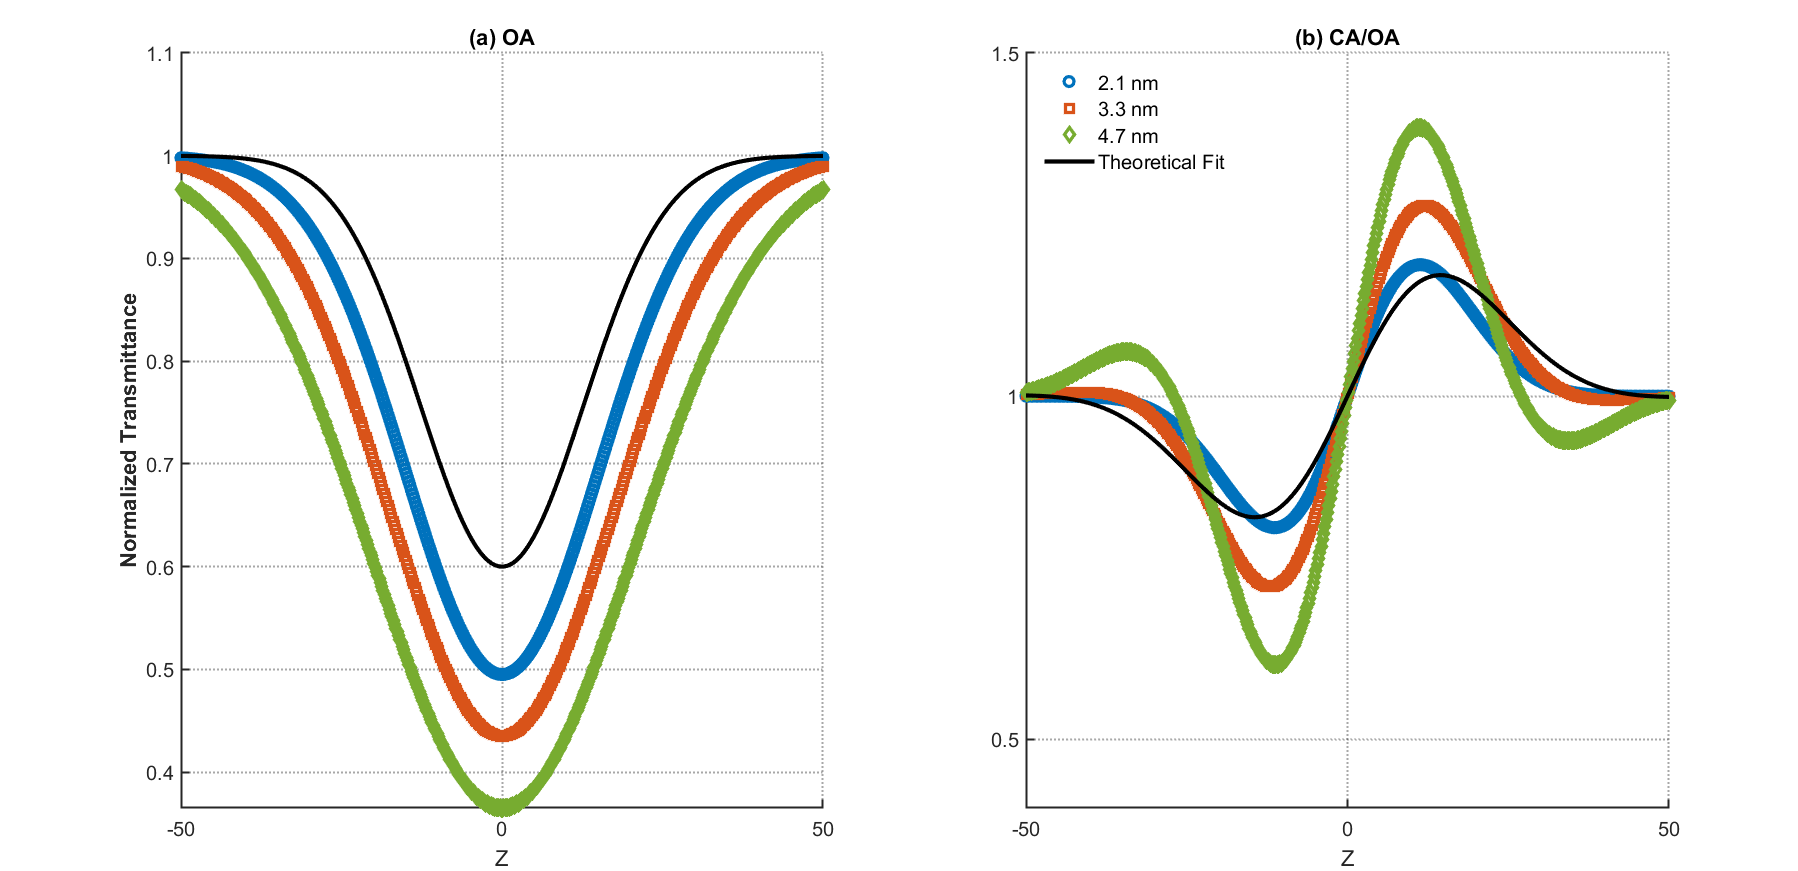 (a) OA
1.1
1
0.9
0.8
0.7
0.6
0.5
0.4
-50
0
50
Z
Normalized Transmittance
(b) CA/OA
1.5
1
0.5
-50
0
50
Z
2.1 nm
3.3 nm
4.7 nm
Theoretical Fit